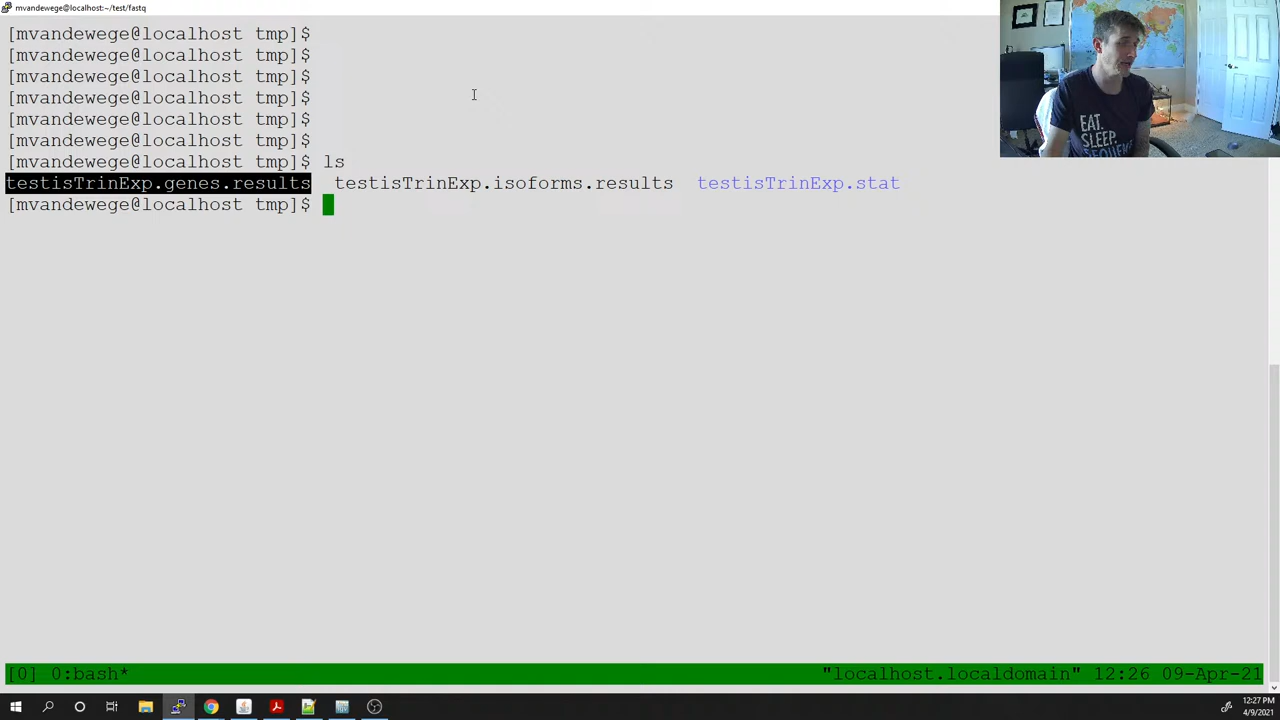 mvandewege@localhost:~/test/fastq
[mvandewege@localhost tmp]$
[mvandewege@localhost tmp]$
[mvandewege@localhost tmp]$
[mvandewege@localhost tmp]$
[mvandewege@localhost tmp]$
[mvandewege@localhost tmp]$
[mvandewege@localhost tmp]$ ls
testisTrinExp.genes.results testisTrinExp.isoforms.results testisTrinExp.stat
[mvandewege@localhost tmp]$
EAT.
SLEEP.
SEQUENCE
[0] 0:bash* "localhost.localdomain" 12:26 09-Apr-21
12:27 PM
4/9/2021